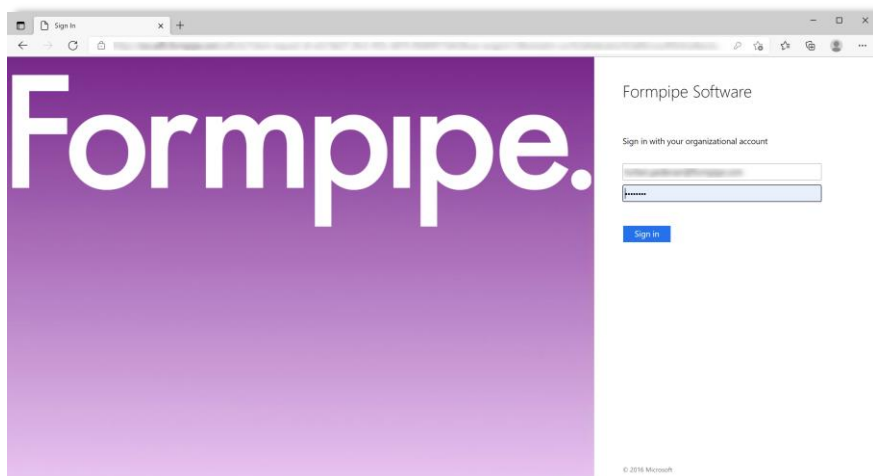 Sign In
Formpipe.
Formpipe Software
Sign in with your organizational account
Sign in
© 2016 Microsoft